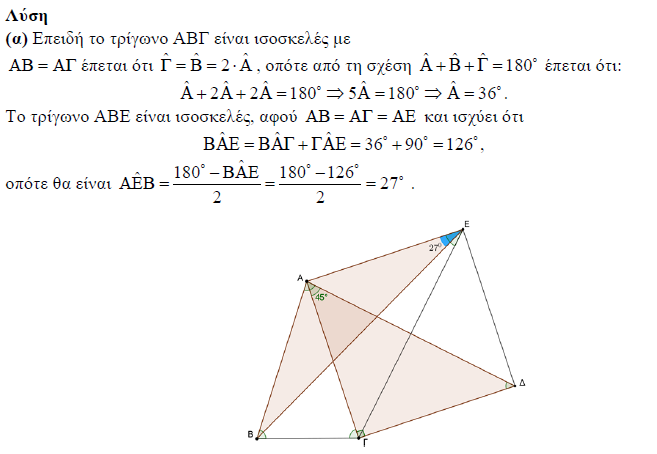 Λύση
(α) Επειδή το τρίγωνο ΑΒΓ είναι ισοσκελές με
ΑΒ = ΑΓ έπεται ότι Γ̂ = Β̂ = 2·Â , οπότε από τη σχέση Â + Β̂ + Γ̂ = 180° έπεται ότι:
Â + 2Â + 2Â = 180° ⇒ 5Â = 180° ⇒ Â = 36° .
Το τρίγωνο ΑΒΕ είναι ισοσκελές, αφού ΑΒ = ΑΓ = ΑΕ και ισχύει ότι
ΒÂΕ = ΒÂΓ + ΓÂΕ = 36° + 90° = 126° ,
οπότε θα είναι ΑÊΒ = (180° − ΒÂΕ)/2 = (180° − 126°)/2 = 27° .
Ε
27°
Α
45°
Δ
Β
Γ